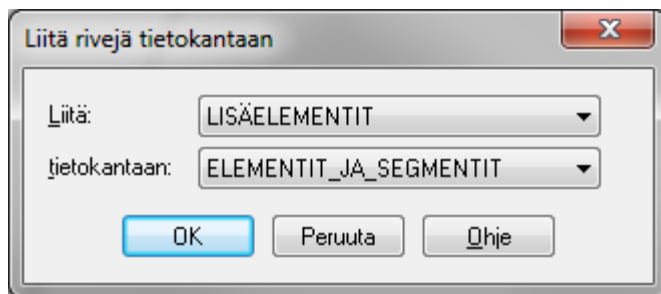 Liitä rivejä tietokantaan
Liitä: LISÄELEMENTIT
tietokantaan: ELEMENTIT_JA_SEGMENTIT
OK Peruuta Ohje